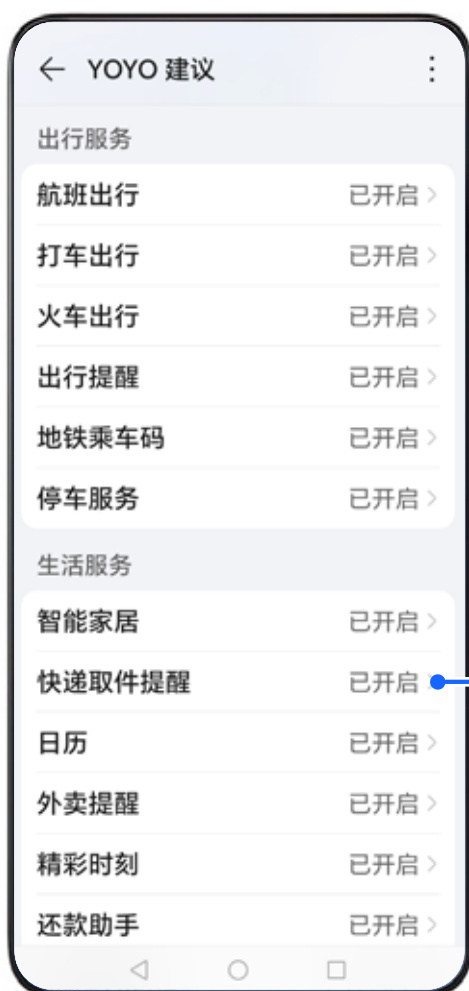 YOYO 建议
出行服务
航班出行 已开启
打车出行 已开启
火车出行 已开启
出行提醒 已开启
地铁乘车码 已开启
停车服务 已开启
生活服务
智能家居 已开启
快递取件提醒 已开启
日历 已开启
外卖提醒 已开启
精彩时刻 已开启
还款助手 已开启